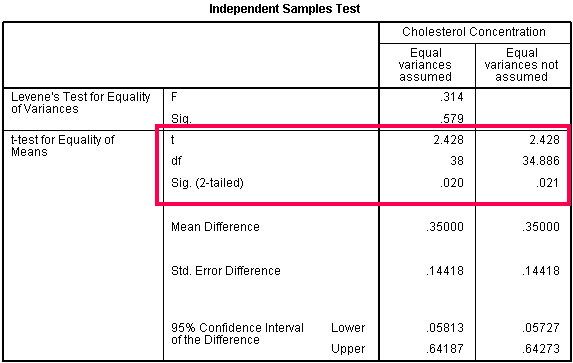 Independent Samples Test
Cholesterol Concentration
Equal variances assumed
Equal variances not assumed
Levene's Test for Equality of Variances
F .314
Sig. .579
t-test for Equality of Means
t 2.428 2.428
df 38 34.886
Sig. (2-tailed) .020 .021
Mean Difference .35000 .35000
Std. Error Difference .14418 .14418
95% Confidence Interval of the Difference
Lower .05813 .05727
Upper .64187 .64273